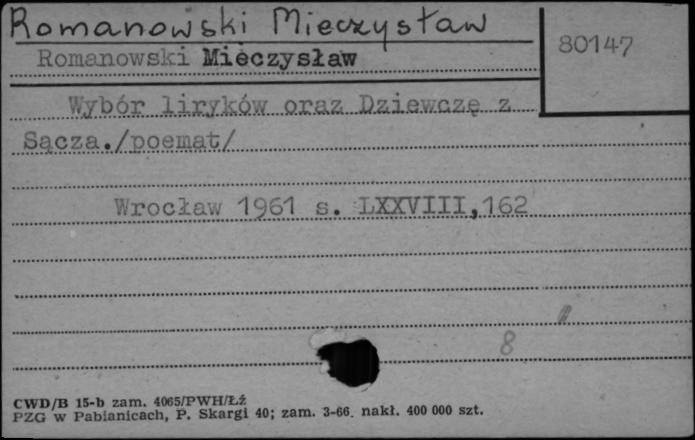 Romanowski Mieczysław
80147
Romanowski Mieczysław
Wybór liryków oraz Dziewczę z
Sącza./poemat/
Wrocław 1961 s. LXXVIII,162
8
CWD/B 15-b zam. 4065/PWH/Łź
PZG w Pabianicach, P. Skargi 40; zam. 3-66. nakł. 400 000 szt.